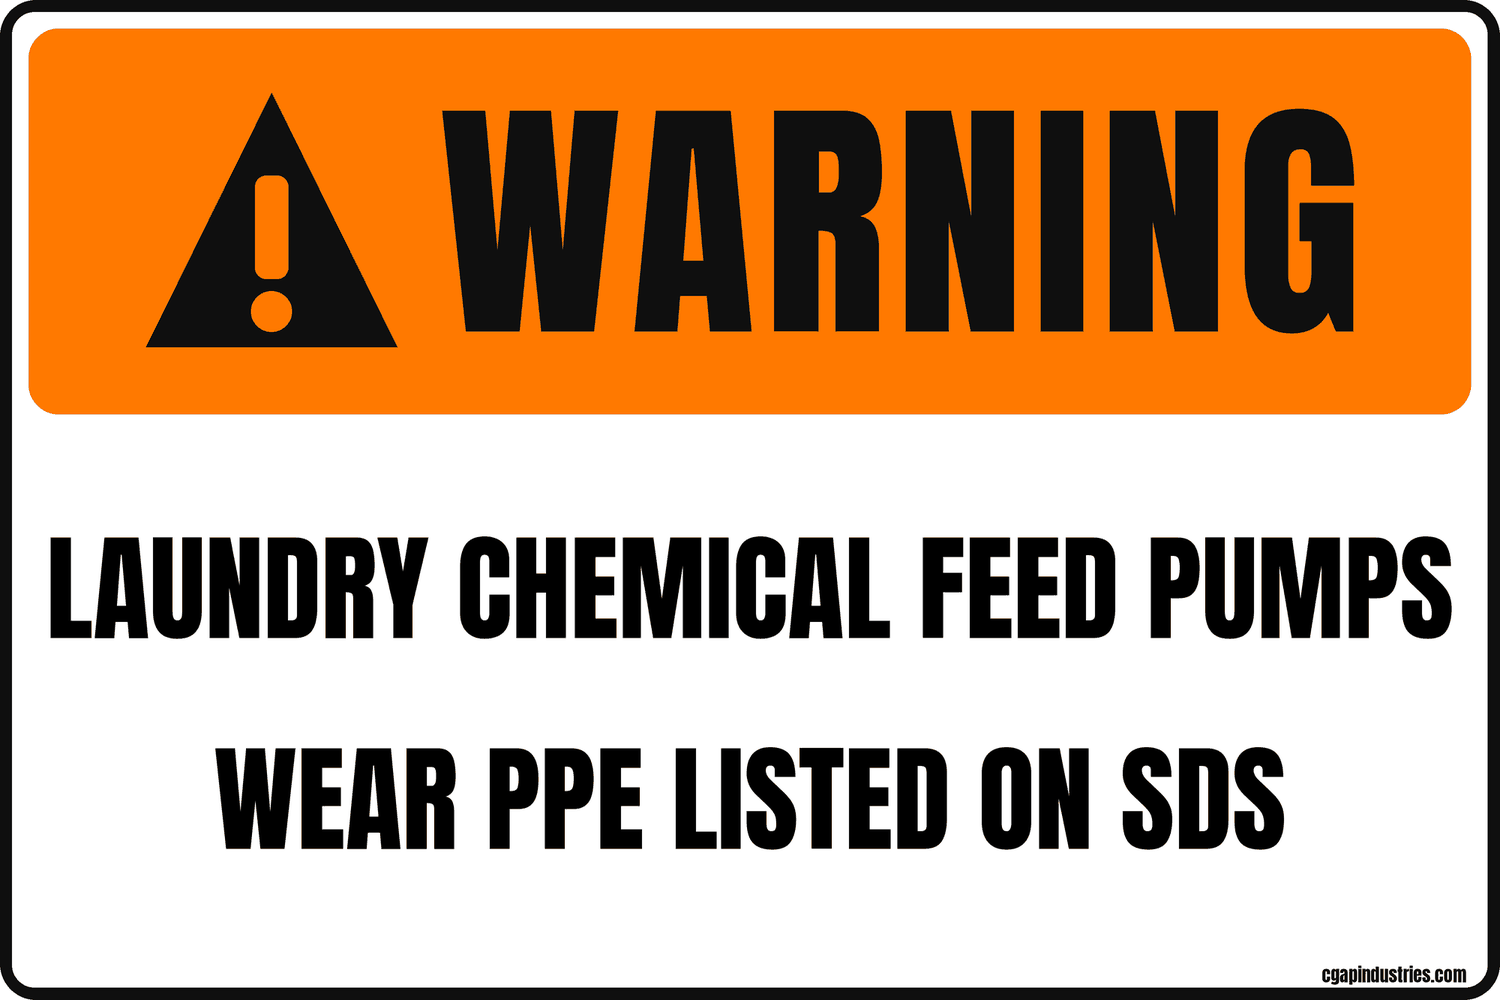 WARNING
LAUNDRY CHEMICAL FEED PUMPS
WEAR PPE LISTED ON SDS
cgapindustries.com